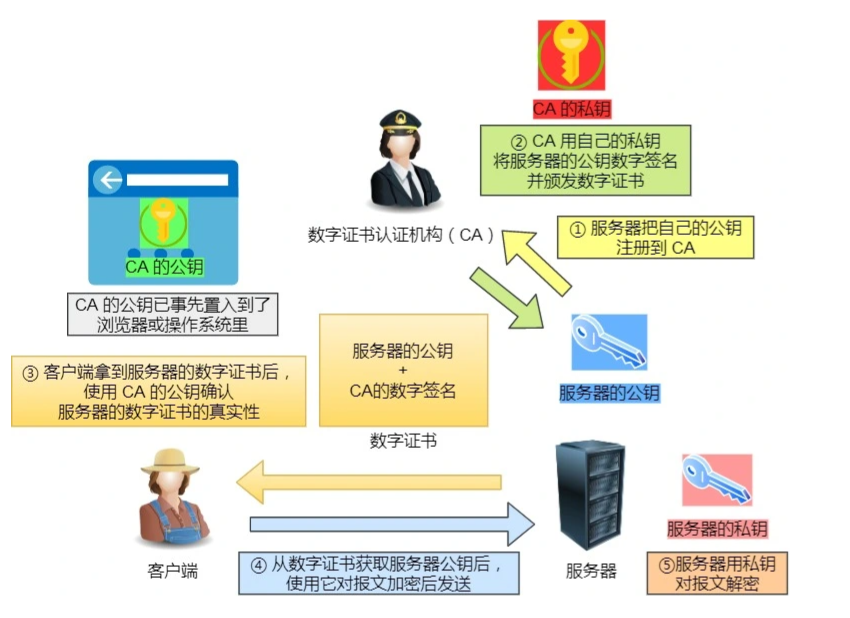 CA 的私钥
② CA 用自己的私钥
将服务器的公钥数字签名
并颁发数字证书
数字证书认证机构（CA）
① 服务器把自己的公钥
注册到 CA
CA 的公钥
CA 的公钥已事先置入到了
浏览器或操作系统里
服务器的公钥
+
CA的数字签名
数字证书
服务器的公钥
③ 客户端拿到服务器的数字证书后，
使用 CA 的公钥确认
服务器的数字证书的真实性
服务器的私钥
客户端
④ 从数字证书获取服务器公钥后，
使用它对报文加密后发送
服务器
⑤服务器用私钥
对报文解密